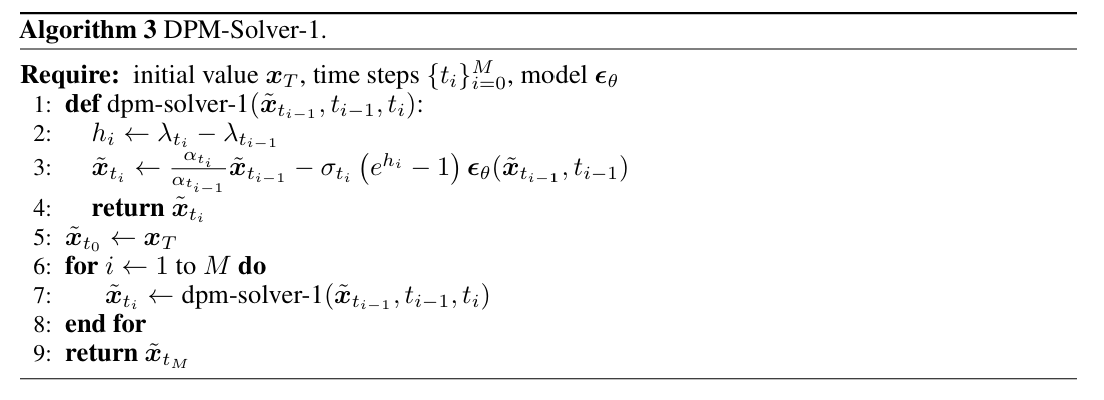 Algorithm 3 DPM-Solver-1.
Require: initial value $\boldsymbol{x}_T$, time steps $\{t_i\}_{i=0}^M$, model $\boldsymbol{\epsilon}_\theta$
1: def dpm-solver-1$(\tilde{\boldsymbol{x}}_{t_{i-1}}, t_{i-1}, t_i)$:
2: $h_i \leftarrow \lambda_{t_i} - \lambda_{t_{i-1}}$
3: $\tilde{\boldsymbol{x}}_{t_i} \leftarrow \frac{\alpha_{t_i}}{\alpha_{t_{i-1}}} \tilde{\boldsymbol{x}}_{t_{i-1}} - \sigma_{t_i} \left(e^{h_i} - 1\right) \boldsymbol{\epsilon}_\theta(\tilde{\boldsymbol{x}}_{t_{i-\mathbf{1}}}, t_{i-1})$
4: return $\tilde{\boldsymbol{x}}_{t_i}$
5: $\tilde{\boldsymbol{x}}_{t_0} \leftarrow \boldsymbol{x}_T$
6: for $i \leftarrow 1$ to $M$ do
7: $\tilde{\boldsymbol{x}}_{t_i} \leftarrow$ dpm-solver-1$(\tilde{\boldsymbol{x}}_{t_{i-1}}, t_{i-1}, t_i)$
8: end for
9: return $\tilde{\boldsymbol{x}}_{t_M}$